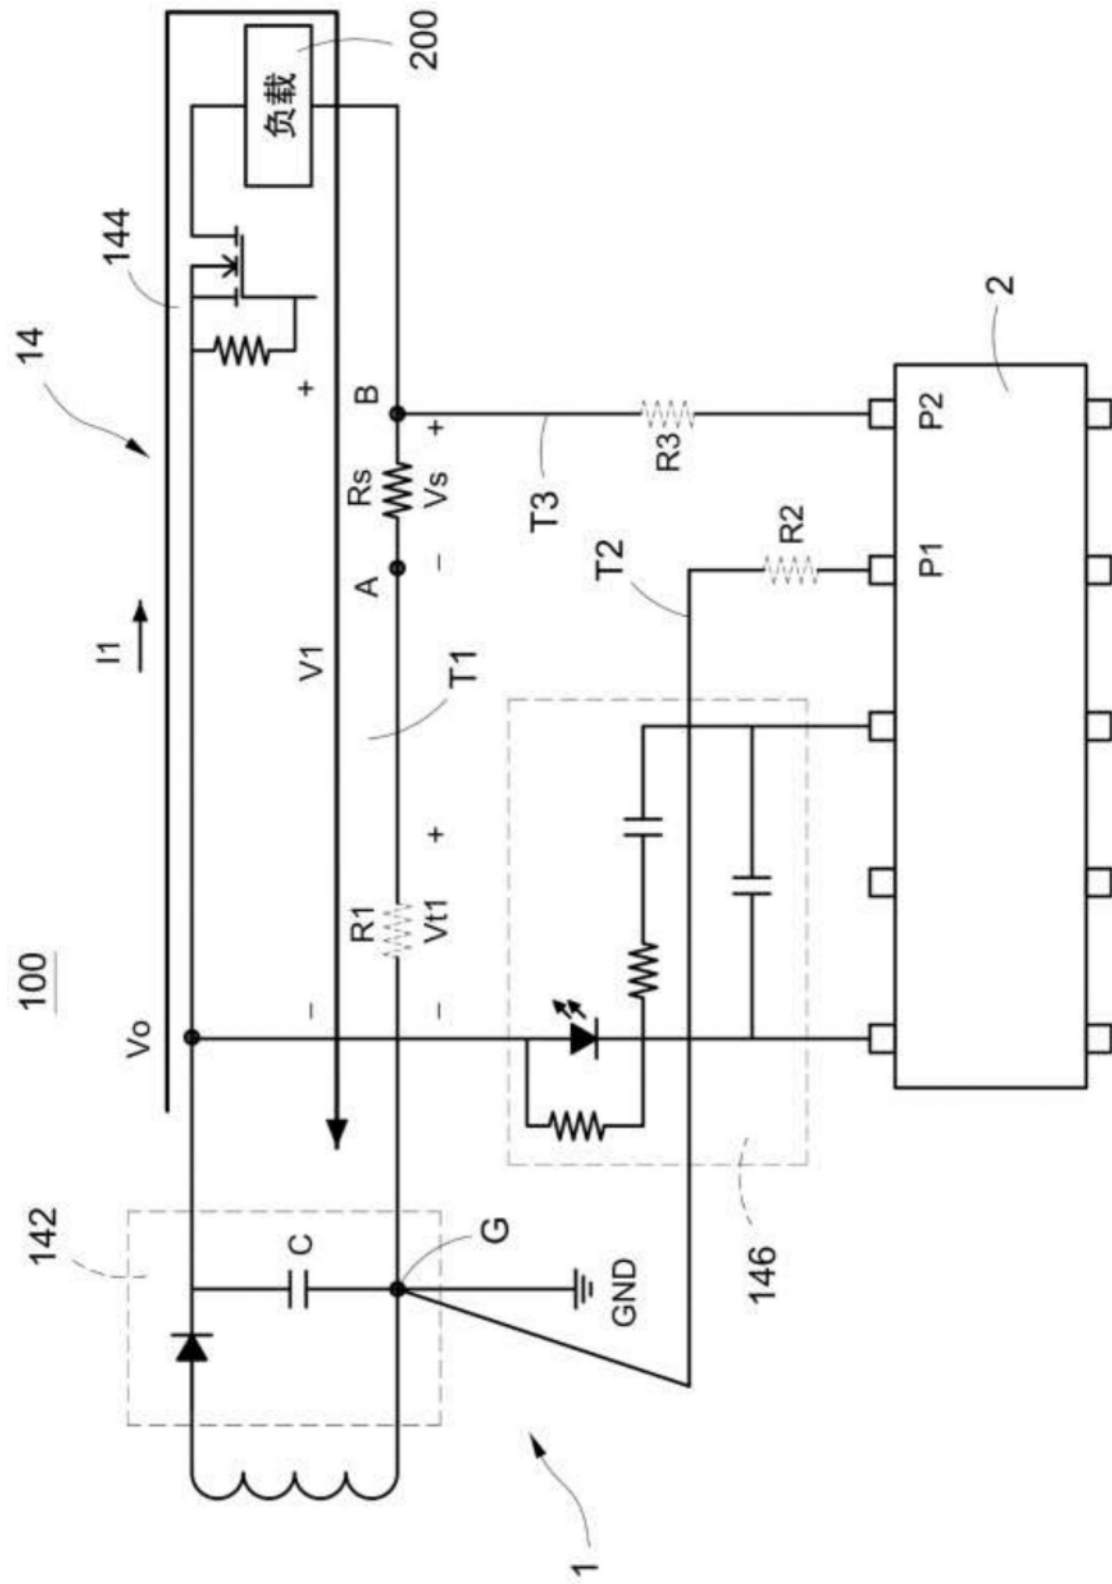 100
14
144
I1
Vo
142
负载
200
V1
+
−
C
R1
Vt1
−
+
T1
A
Rs
B
−
Vs
+
G
GND
T2
T3
R3
R2
146
1
P1
P2
2